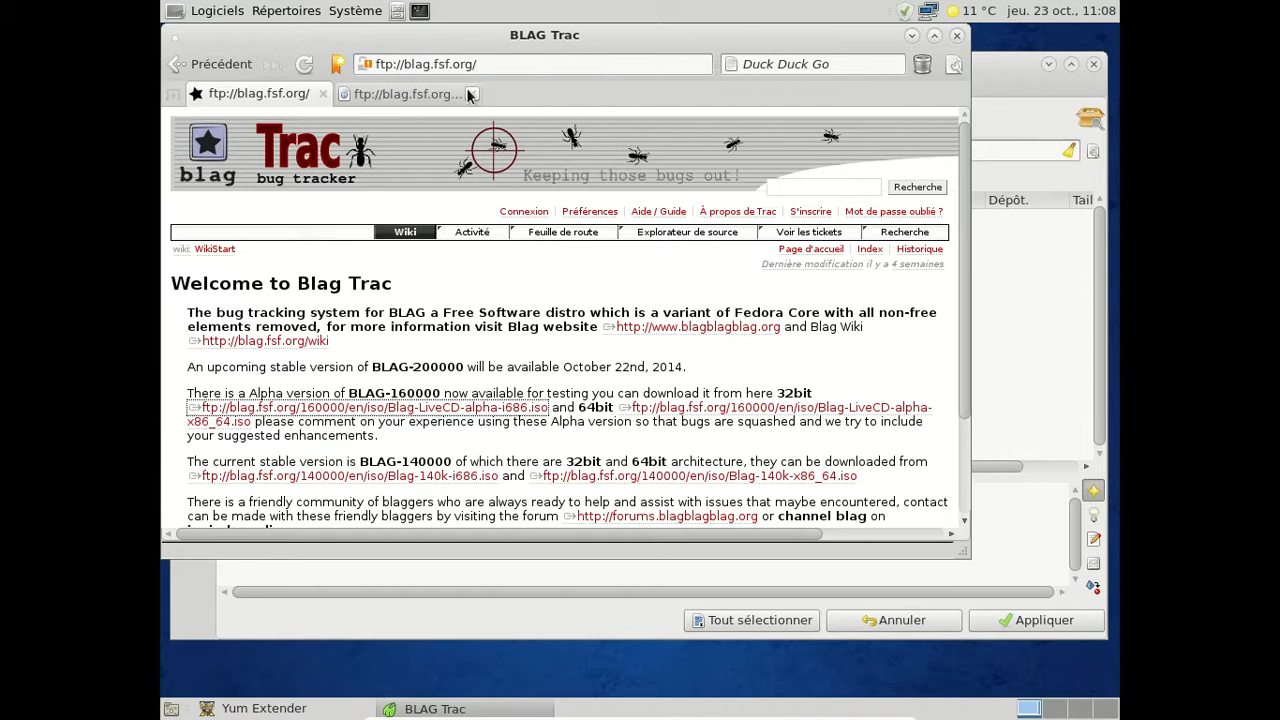 Logiciels Répertoires Système 11 °C jeu. 23 oct., 11:08
BLAG Trac
Précédent ftp://blag.fsf.org/ Duck Duck Go
ftp://blag.fsf.org/ ftp://blag.fsf.org...
blag Trac bug tracker Keeping those bugs out!
Recherche
Connexion Préférences Aide / Guide À propos de Trac S'inscrire Mot de passe oublié ?
Wiki Activité Feuille de route Explorateur de source Voir les tickets Recherche
wiki: WikiStart Page d'accueil Index Historique
Dernière modification il y a 4 semaines
Welcome to Blag Trac
The bug tracking system for BLAG a Free Software distro which is a variant of Fedora Core with all non-free
elements removed, for more information visit Blag website http://www.blagblagblag.org and Blag Wiki
http://blag.fsf.org/wiki
An upcoming stable version of BLAG-200000 will be available October 22nd, 2014.
There is a Alpha version of BLAG-160000 now available for testing you can download it from here 32bit
ftp://blag.fsf.org/160000/en/iso/Blag-LiveCD-alpha-i686.iso and 64bit ftp://blag.fsf.org/160000/en/iso/Blag-LiveCD-alpha-
x86_64.iso please comment on your experience using these Alpha version so that bugs are squashed and we try to include
your suggested enhancements.
The current stable version is BLAG-140000 of which there are 32bit and 64bit architecture, they can be downloaded from
ftp://blag.fsf.org/140000/en/iso/Blag-140k-i686.iso and ftp://blag.fsf.org/140000/en/iso/Blag-140k-x86_64.iso
There is a friendly community of blaggers who are always ready to help and assist with issues that maybe encountered, contact
can be made with these friendly blaggers by visiting the forum http://forums.blagblagblag.org or channel blag on
Dépôt. Tail
Tout sélectionner Annuler Appliquer
Yum Extender BLAG Trac